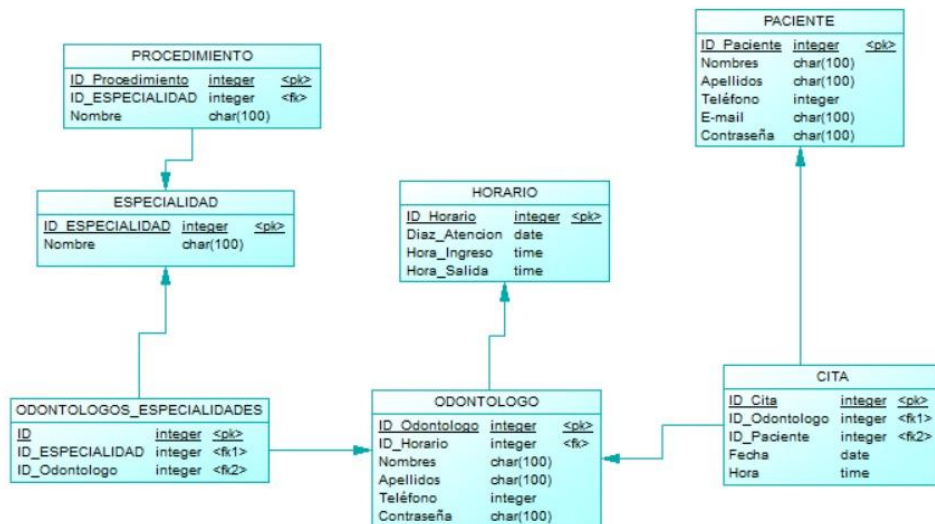 PROCEDIMIENTO
ID_Procedimiento integer <pk>
ID_ESPECIALIDAD integer <fk>
Nombre char(100)
ESPECIALIDAD
ID_ESPECIALIDAD integer <pk>
Nombre char(100)
ODONTOLOGOS_ESPECIALIDADES
ID integer <pk>
ID_ESPECIALIDAD integer <fk1>
ID_Odontologo integer <fk2>
HORARIO
ID_Horario integer <pk>
Diaz_Atencion date
Hora_Ingreso time
Hora_Salida time
ODONTOLOGO
ID_Odontologo integer <pk>
ID_Horario integer <fk>
Nombres char(100)
Apellidos char(100)
Teléfono integer
Contraseña char(100)
PACIENTE
ID_Paciente integer <pk>
Nombres char(100)
Apellidos char(100)
Teléfono integer
E-mail char(100)
Contraseña char(100)
CITA
ID_Cita integer <pk>
ID_Odontologo integer <fk1>
ID_Paciente integer <fk2>
Fecha date
Hora time